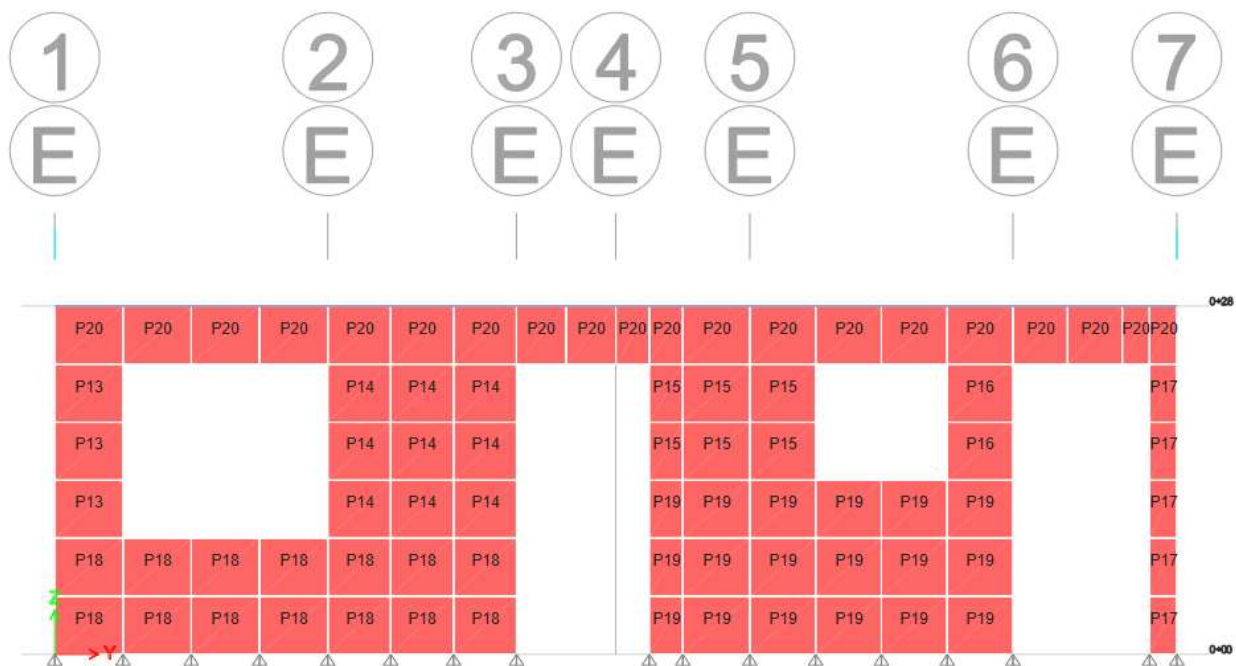 1 2 3 4 5 6 7
E E E E E E E
0+28
P20 P20 P20 P20 P20 P20 P20 P20 P20 P20 P20 P20 P20 P20 P20 P20 P20 P20 P20 P20
P13 P14 P14 P14 P15 P15 P15 P16 P17
P13 P14 P14 P14 P15 P15 P15 P16 P17
P13 P14 P14 P14 P19 P19 P19 P19 P19 P19 P17
P18 P18 P18 P18 P18 P18 P18 P19 P19 P19 P19 P19 P19 P17
Z
P18 P18 P18 P18 P18 P18 P18 P19 P19 P19 P19 P19 P19 P17
Y 0+00